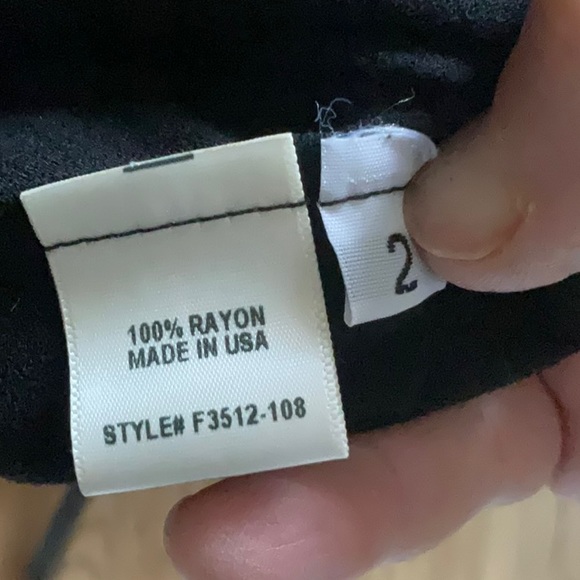 100% RAYON
MADE IN USA
STYLE# F3512-108
2